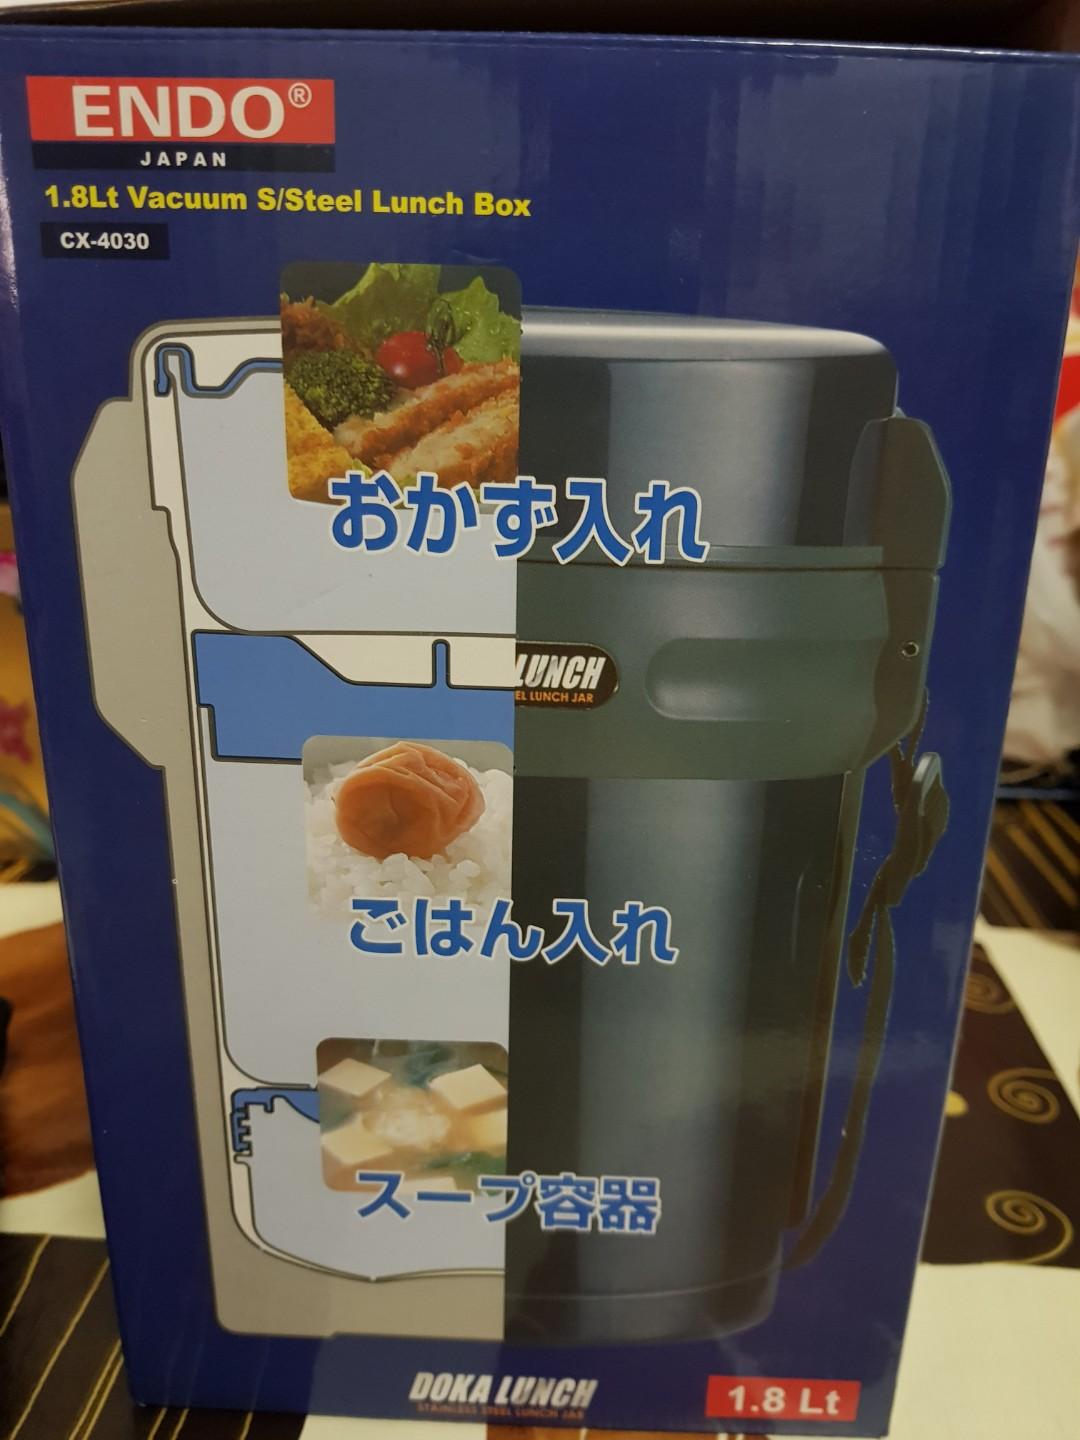 ENDO®
JAPAN
1.8Lt Vacuum S/Steel Lunch Box
CX-4030
おかず入れ
LUNCH
EL LUNCH JAR
ごはん入れ
スープ容器
DOKA LUNCH
STAINLESS STEEL LUNCH JAR
1.8 Lt